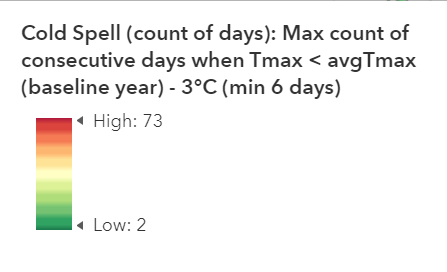 Cold Spell (count of days): Max count of
consecutive days when Tmax < avgTmax
(baseline year) - 3°C (min 6 days)
High: 73
Low: 2